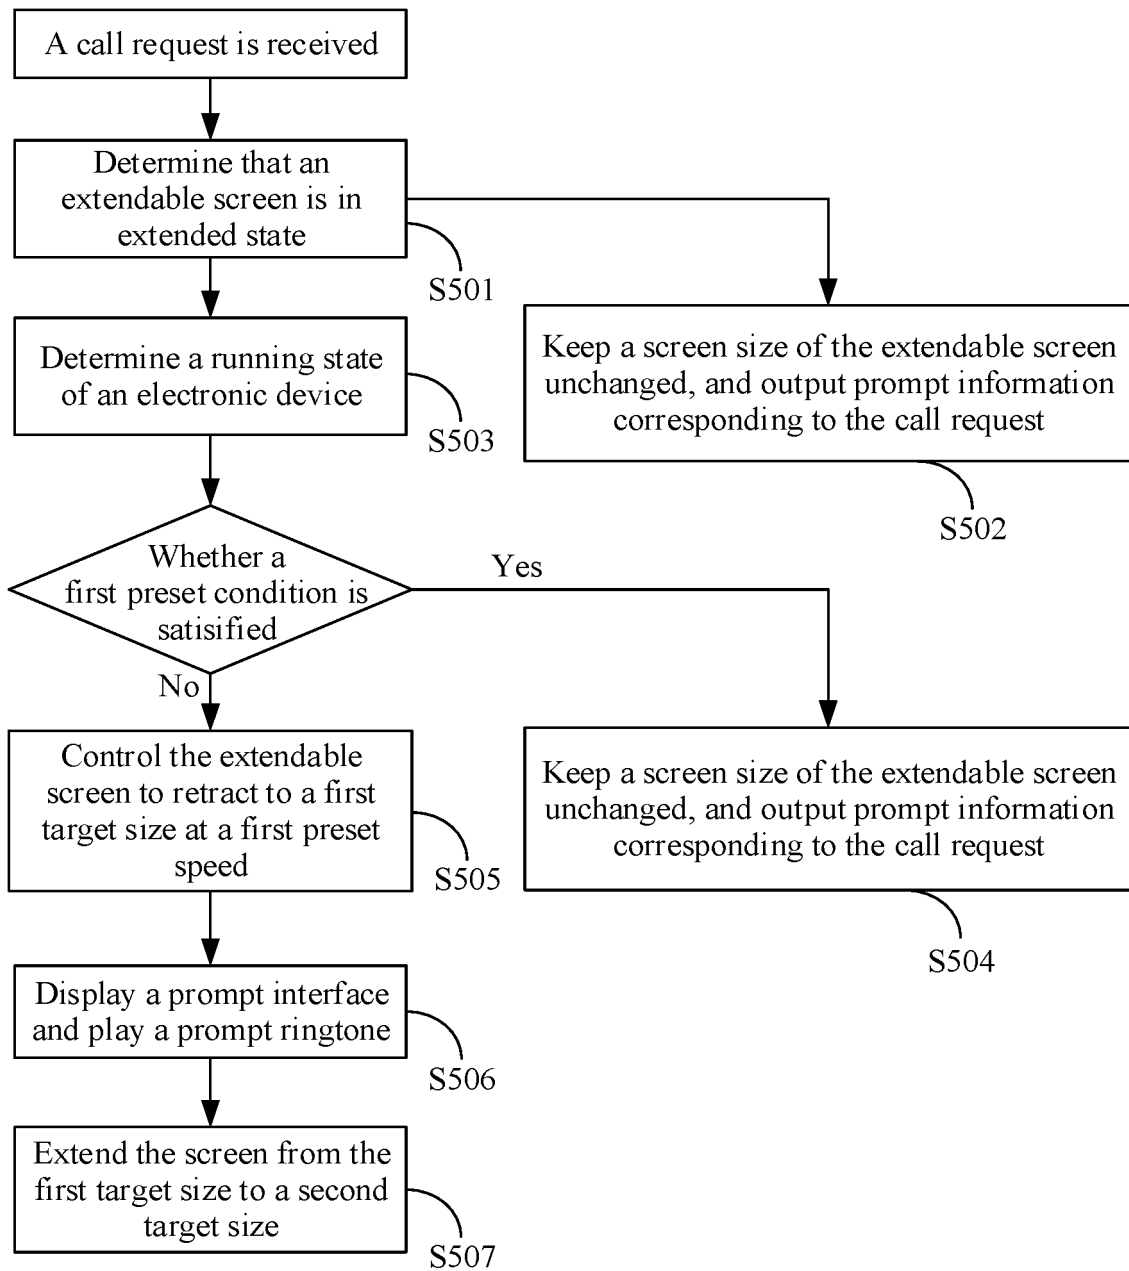 A call request is received
Determine that an
extendable screen is in
extended state
S501
Keep a screen size of the extendable screen
unchanged, and output prompt information
corresponding to the call request
S502
Determine a running state
of an electronic device
S503
Whether a
first preset condition is
satisified
Yes
No
Keep a screen size of the extendable screen
unchanged, and output prompt information
corresponding to the call request
S504
Control the extendable
screen to retract to a first
target size at a first preset
speed
S505
Display a prompt interface
and play a prompt ringtone
S506
Extend the screen from the
first target size to a second
target size
S507